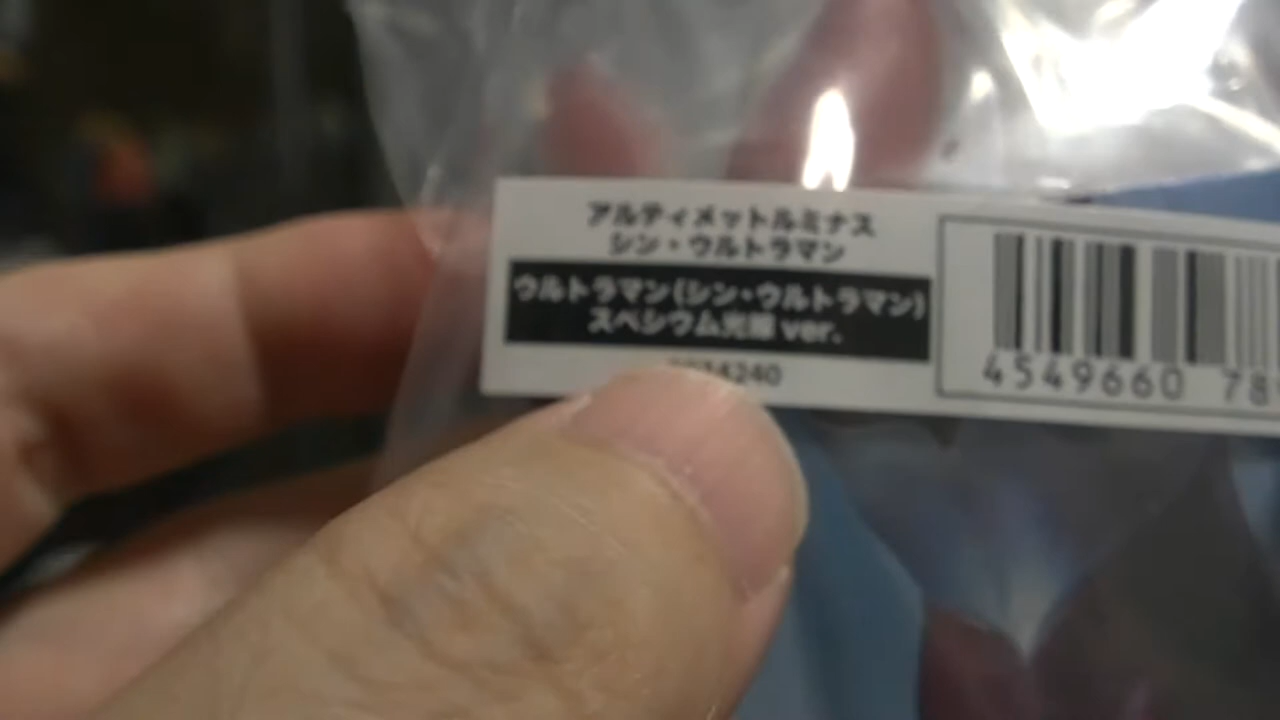 アルティメットルミナス
シン・ウルトラマン
ウルトラマン(シン・ウルトラマン)
スペシウム光線 ver.
4549660 78